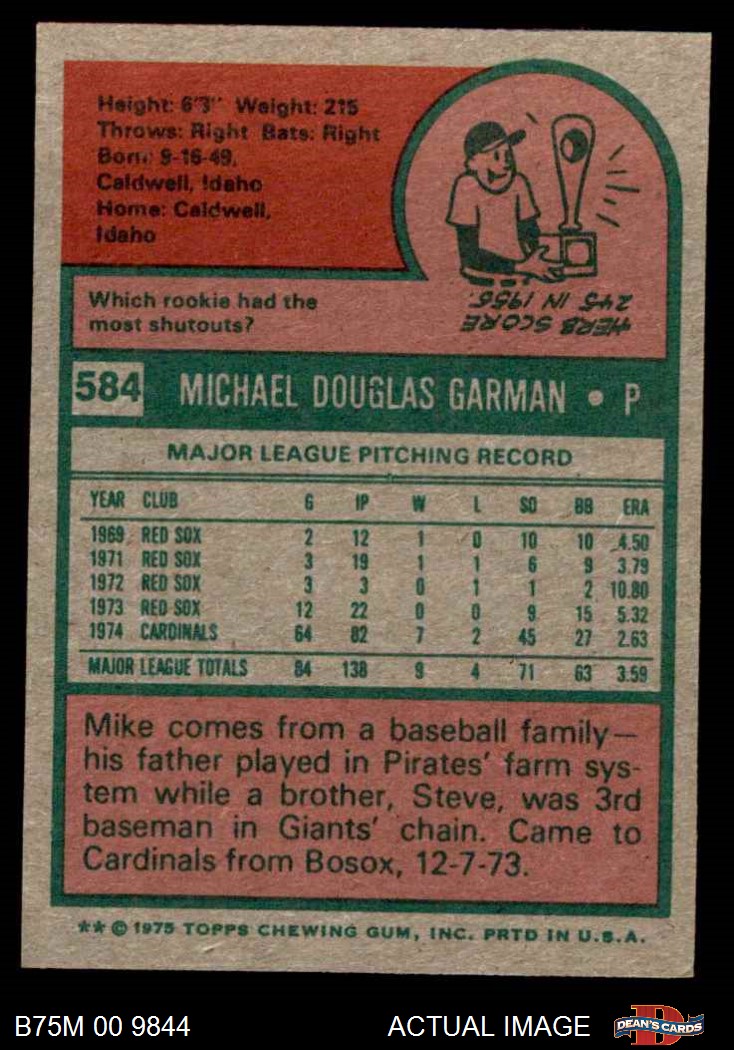 Height: 6'3" Weight: 215
Throws: Right Bats: Right
Born: 9-16-49,
Caldwell, Idaho
Home: Caldwell,
Idaho
Which rookie had the
most shutouts?
HERB SCORE
245 IN 1955.
584 MICHAEL DOUGLAS GARMAN • P
MAJOR LEAGUE PITCHING RECORD
YEAR CLUB G IP W L SO BB ERA
1969 RED SOX 2 12 1 0 10 10 4.50
1971 RED SOX 3 19 1 1 6 9 3.79
1972 RED SOX 3 3 0 1 1 2 10.80
1973 RED SOX 12 22 0 0 9 15 5.32
1974 CARDINALS 64 82 7 2 45 27 2.63
MAJOR LEAGUE TOTALS 84 138 9 4 71 63 3.59
Mike comes from a baseball family—
his father played in Pirates' farm sys-
tem while a brother, Steve, was 3rd
baseman in Giants' chain. Came to
Cardinals from Bosox, 12-7-73.
** © 1975 TOPPS CHEWING GUM, INC. PRTD IN U.S.A.
B75M 00 9844 ACTUAL IMAGE
DEAN'S CARDS